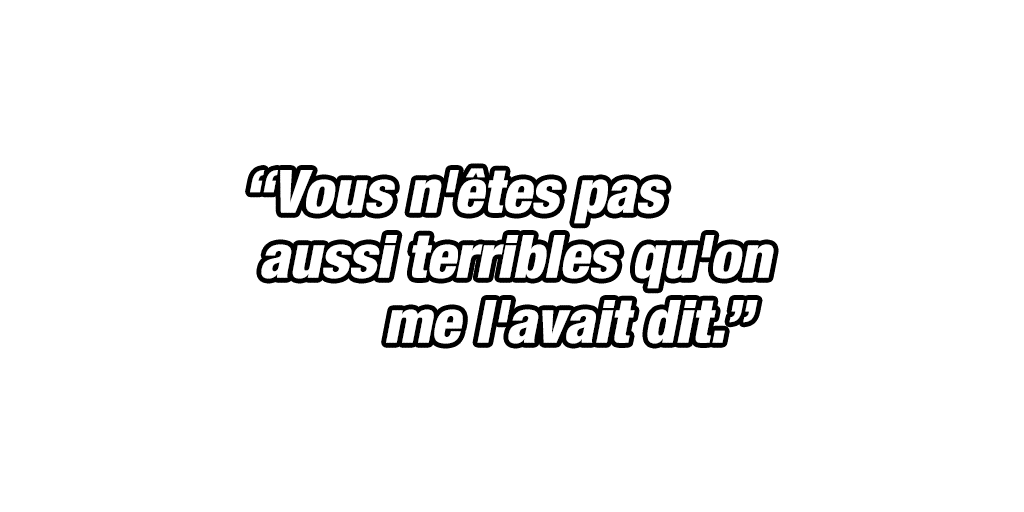 “Vous n'êtes pas
aussi terribles qu'on
me l'avait dit.”